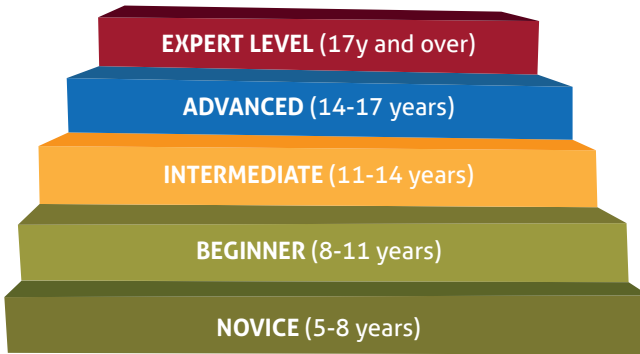 EXPERT LEVEL (17y and over)
ADVANCED (14-17 years)
INTERMEDIATE (11-14 years)
BEGINNER (8-11 years)
NOVICE (5-8 years)